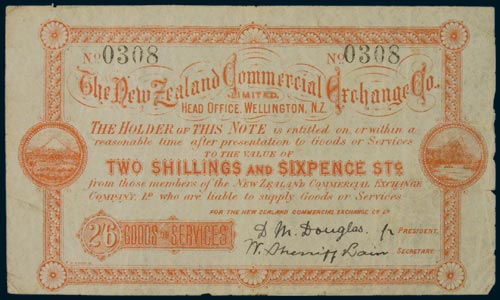 No 0308 No 0308
The New Zealand Commercial Exchange Co.
LIMITED.
HEAD OFFICE, WELLINGTON, N.Z.
THE HOLDER OF THIS NOTE is entitled on, or within a
reasonable time after presentation to Goods or Services
TO THE VALUE OF
TWO SHILLINGS AND SIXPENCE STG
from those members of the NEW ZEALAND COMMERCIAL EXCHANGE
COMPANY, Ld who are liable to supply Goods or Services
FOR THE NEW ZEALAND COMMERCIAL EXCHANGE Co Ld
2/6 GOODS OR SERVICES
D. M. Douglas Jr PRESIDENT.
W. Sherriff Bain SECRETARY.